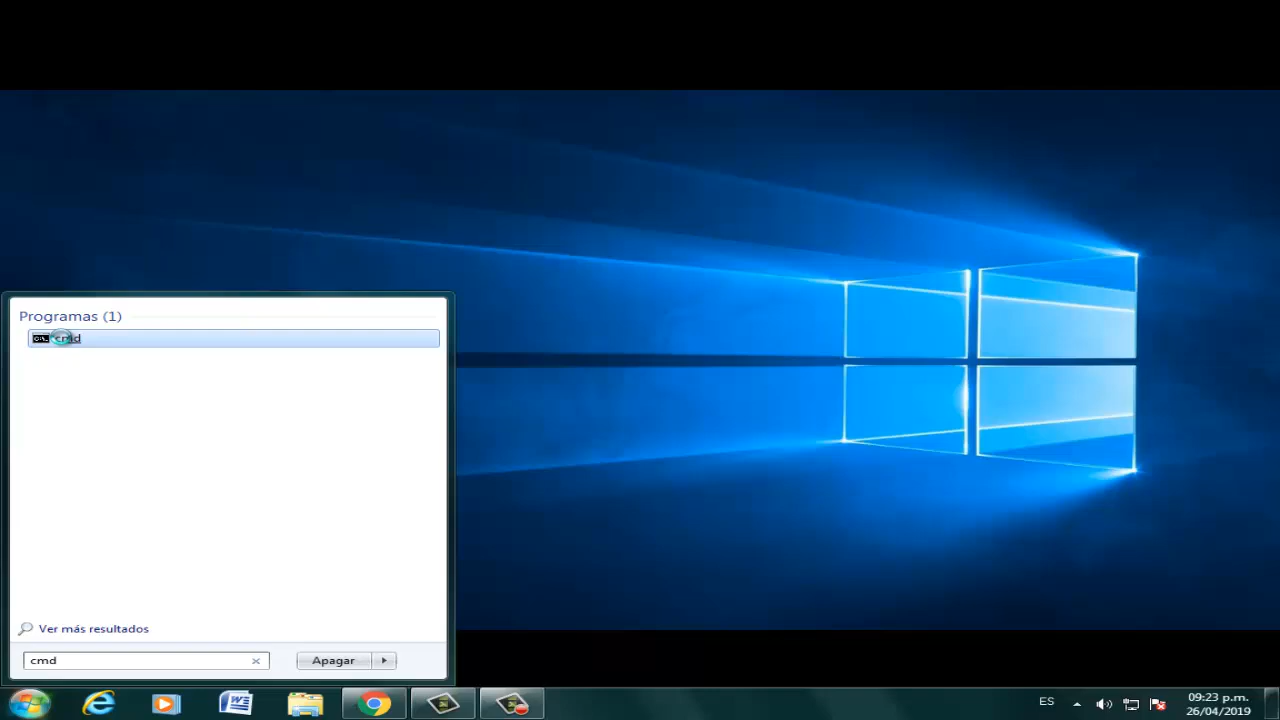 Programas (1)
cmd
Ver más resultados
cmd
Apagar
ES
09:23 p.m.
26/04/2019